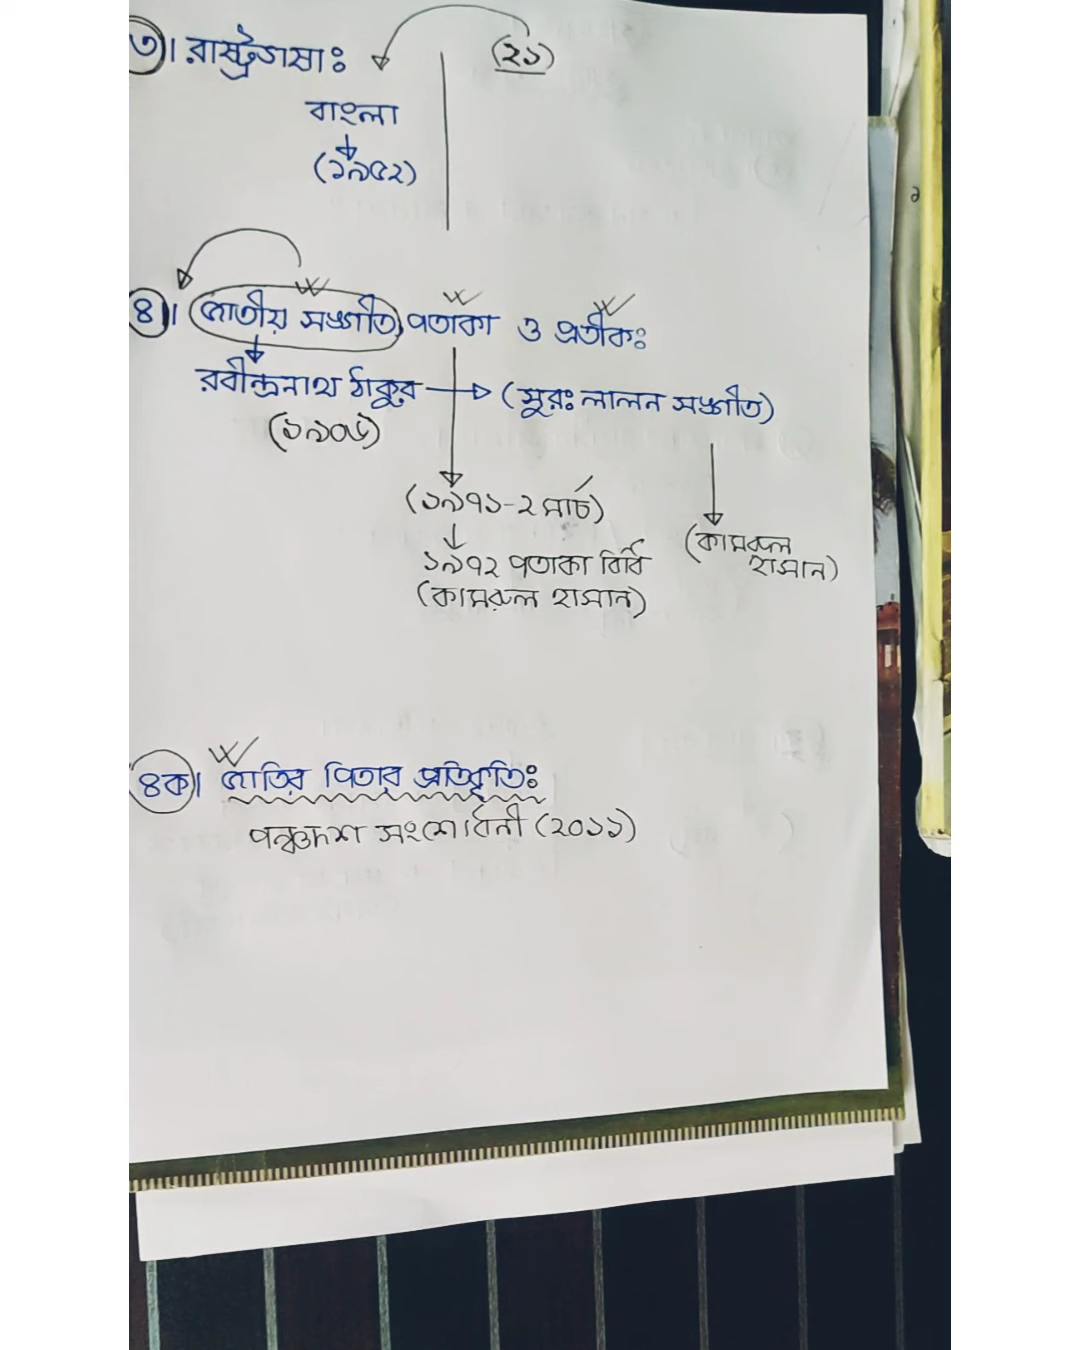 ৩। রাষ্ট্রভাষাঃ (২১)
বাংলা
(১৯৫২)
৪। জাতীয় সঙ্গীত, পতাকা ও প্রতীকঃ
রবীন্দ্রনাথ ঠাকুর (সুরঃ লালন সঙ্গীত)
(১৯০৬)
(১৯৭১-২ মার্চ)
১৯৭২ পতাকা বিধি
(কামরুল হাসান)
(কামরুল
হাসান)
৪ক। জাতির পিতার প্রতিকৃতিঃ
পঞ্চদশ সংশোধনী (২০১১)